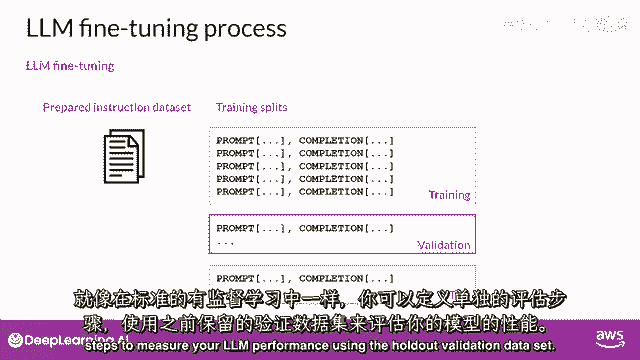 LLM fine-tuning process
LLM fine-tuning
Prepared instruction dataset
Training splits
PROMPT[...], COMPLETION[...]
PROMPT[...], COMPLETION[...]
PROMPT[...], COMPLETION[...]
PROMPT[...], COMPLETION[...]
PROMPT[...], COMPLETION[...]
Training
PROMPT[...], COMPLETION[...]
...
Validation
PROMPT[...], COMPLETION[...]
就像在标准的有监督学习中一样，你可以定义单独的评估步
骤，使用之前保留的验证数据集来评估你的模型的性能。
steps to measure your LLM performance using the holdout validation data set.
DeepLearning.AI
aws